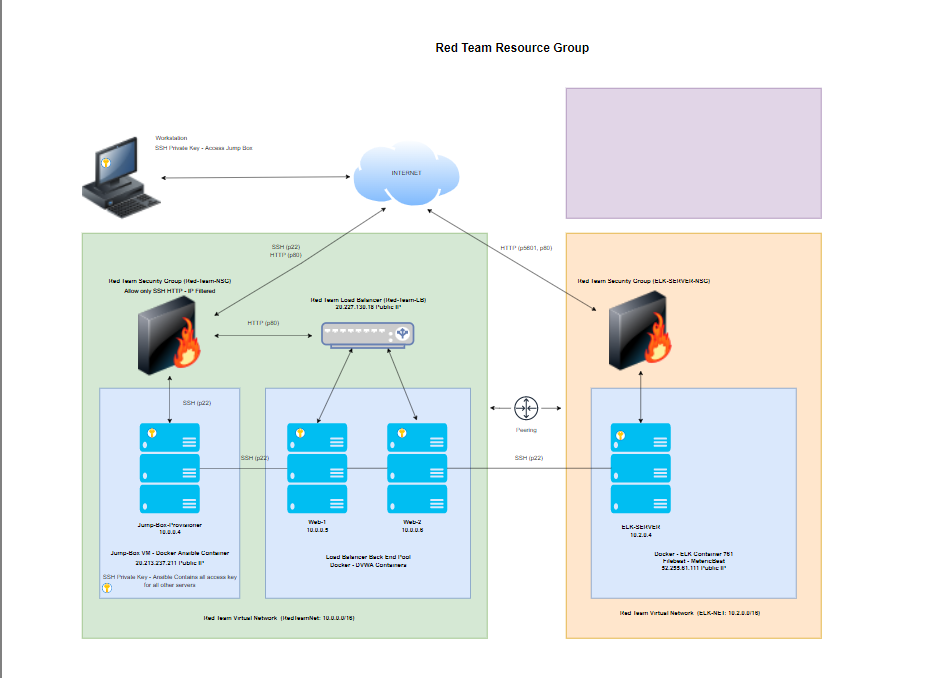 Red Team Resource Group
Workstation
SSH Private Key - Access Jump Box
INTERNET
SSH (p22)
HTTP (p80)
HTTP (p5601, p80)
Red Team Security Group (Red-Team-NSG)
Allow only SSH HTTP - IP Filtered
Red Team Load Balancer (Red-Team-LB)
20.227.130.18 Public IP
Red Team Security Group (ELK-SERVER-NSG)
HTTP (p80)
SSH (p22)
Peering
SSH (p22)
SSH (p22)
Jump-Box-Provisioner
10.0.0.4
Web-1
10.0.0.5
Web-2
10.0.0.6
ELK-SERVER
10.2.0.4
Jump-Box VM - Docker Ansible Container
20.213.237.211 Public IP
SSH Private Key - Ansible Contains all access key
for all other servers
Load Balancer Back End Pool
Docker - DVWA Containers
Docker - ELK Container 761
Filebeat - MetericBeat
52.255.61.111 Public IP
Red Team Virtual Network (RedTeamNet: 10.0.0.0/16)
Red Team Virtual Network (ELK-NET: 10.2.0.0/16)